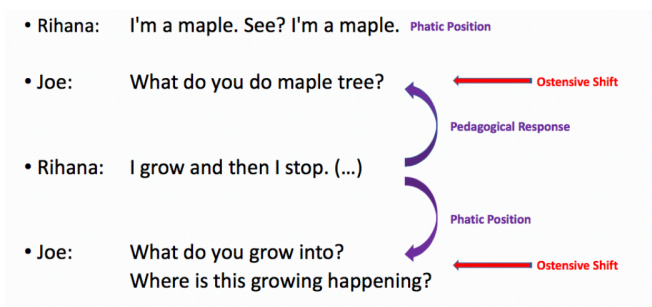 • Rihana: I'm a maple. See? I'm a maple. Phatic Position
• Joe: What do you do maple tree? Ostensive Shift
Pedagogical Response
• Rihana: I grow and then I stop. (...)
Phatic Position
• Joe: What do you grow into?
Ostensive Shift
Where is this growing happening?